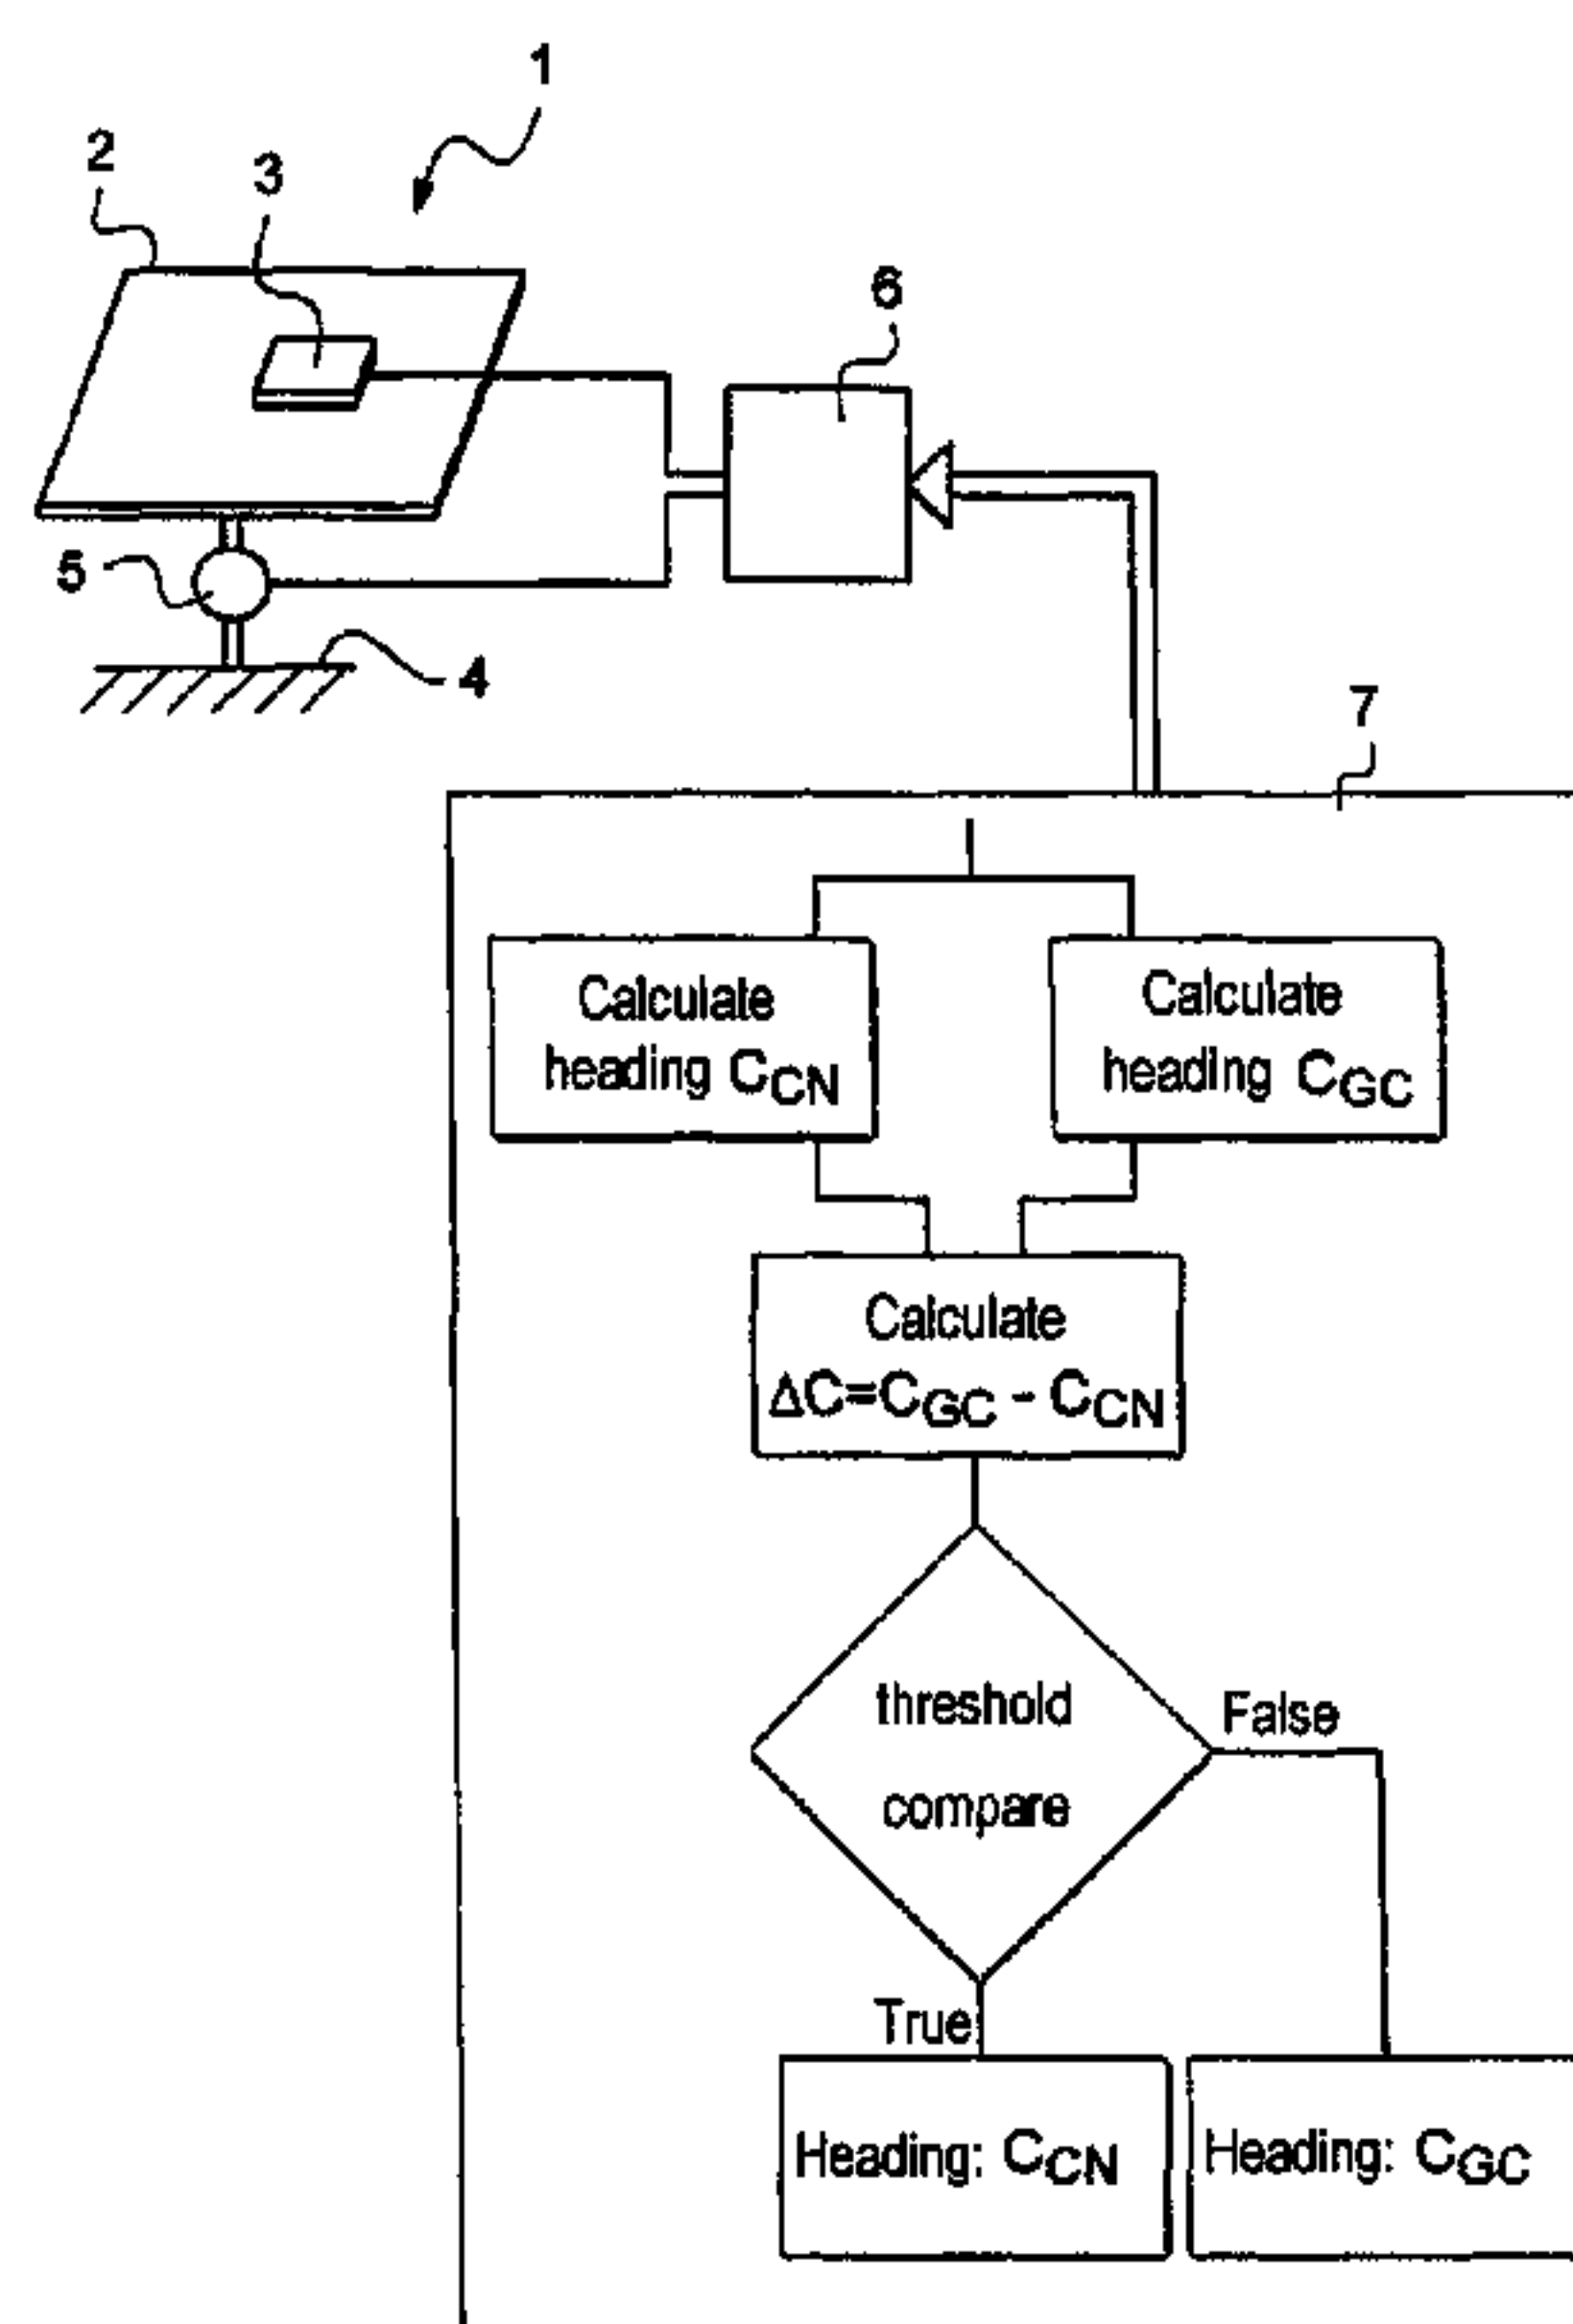 1
2
3
6
5
4
7
Calculate
heading C_CN
Calculate
heading C_GC
Calculate
ΔC=C_GC - C_CN
threshold
compare
False
True
Heading: C_CN
Heading: C_GC